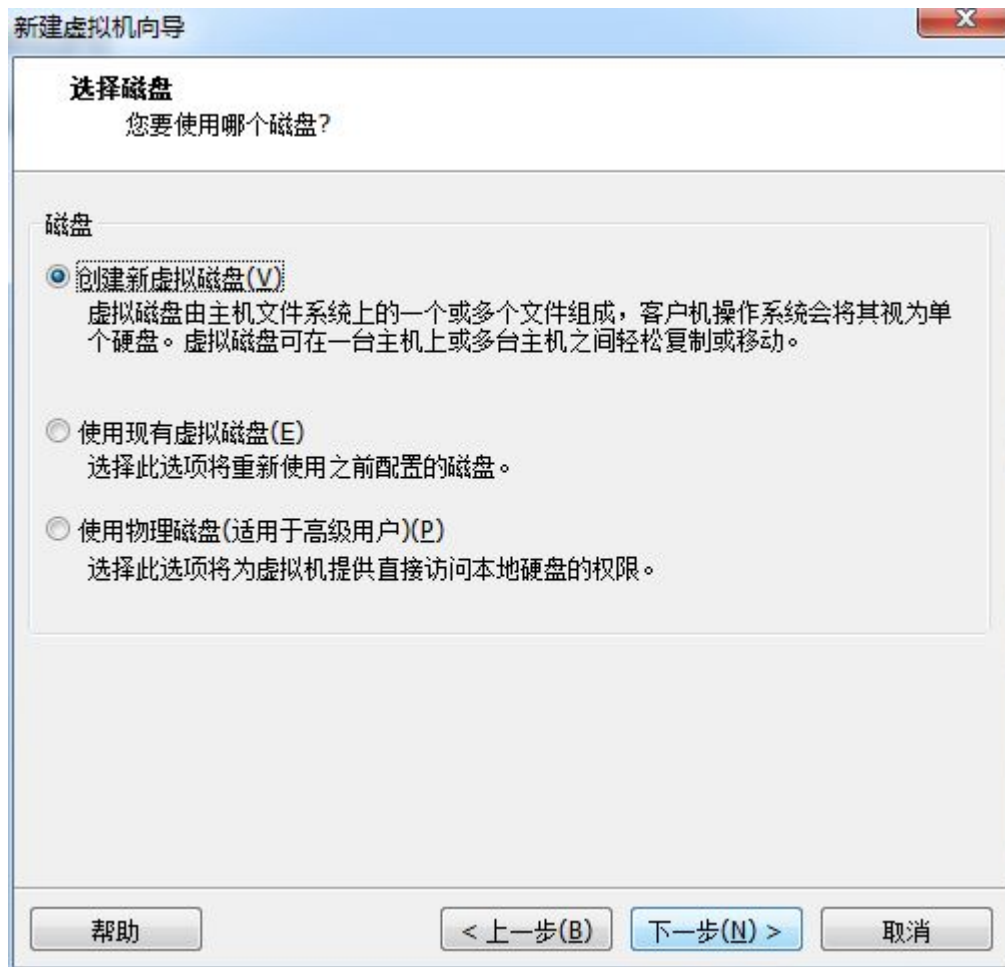 新建虚拟机向导
选择磁盘
您要使用哪个磁盘?
磁盘
创建新虚拟磁盘(V)
虚拟磁盘由主机文件系统上的一个或多个文件组成，客户机操作系统会将其视为单
个硬盘。虚拟磁盘可在一台主机上或多台主机之间轻松复制或移动。
使用现有虚拟磁盘(E)
选择此选项将重新使用之前配置的磁盘。
使用物理磁盘(适用于高级用户)(P)
选择此选项将为虚拟机提供直接访问本地硬盘的权限。
帮助 < 上一步(B) 下一步(N) > 取消